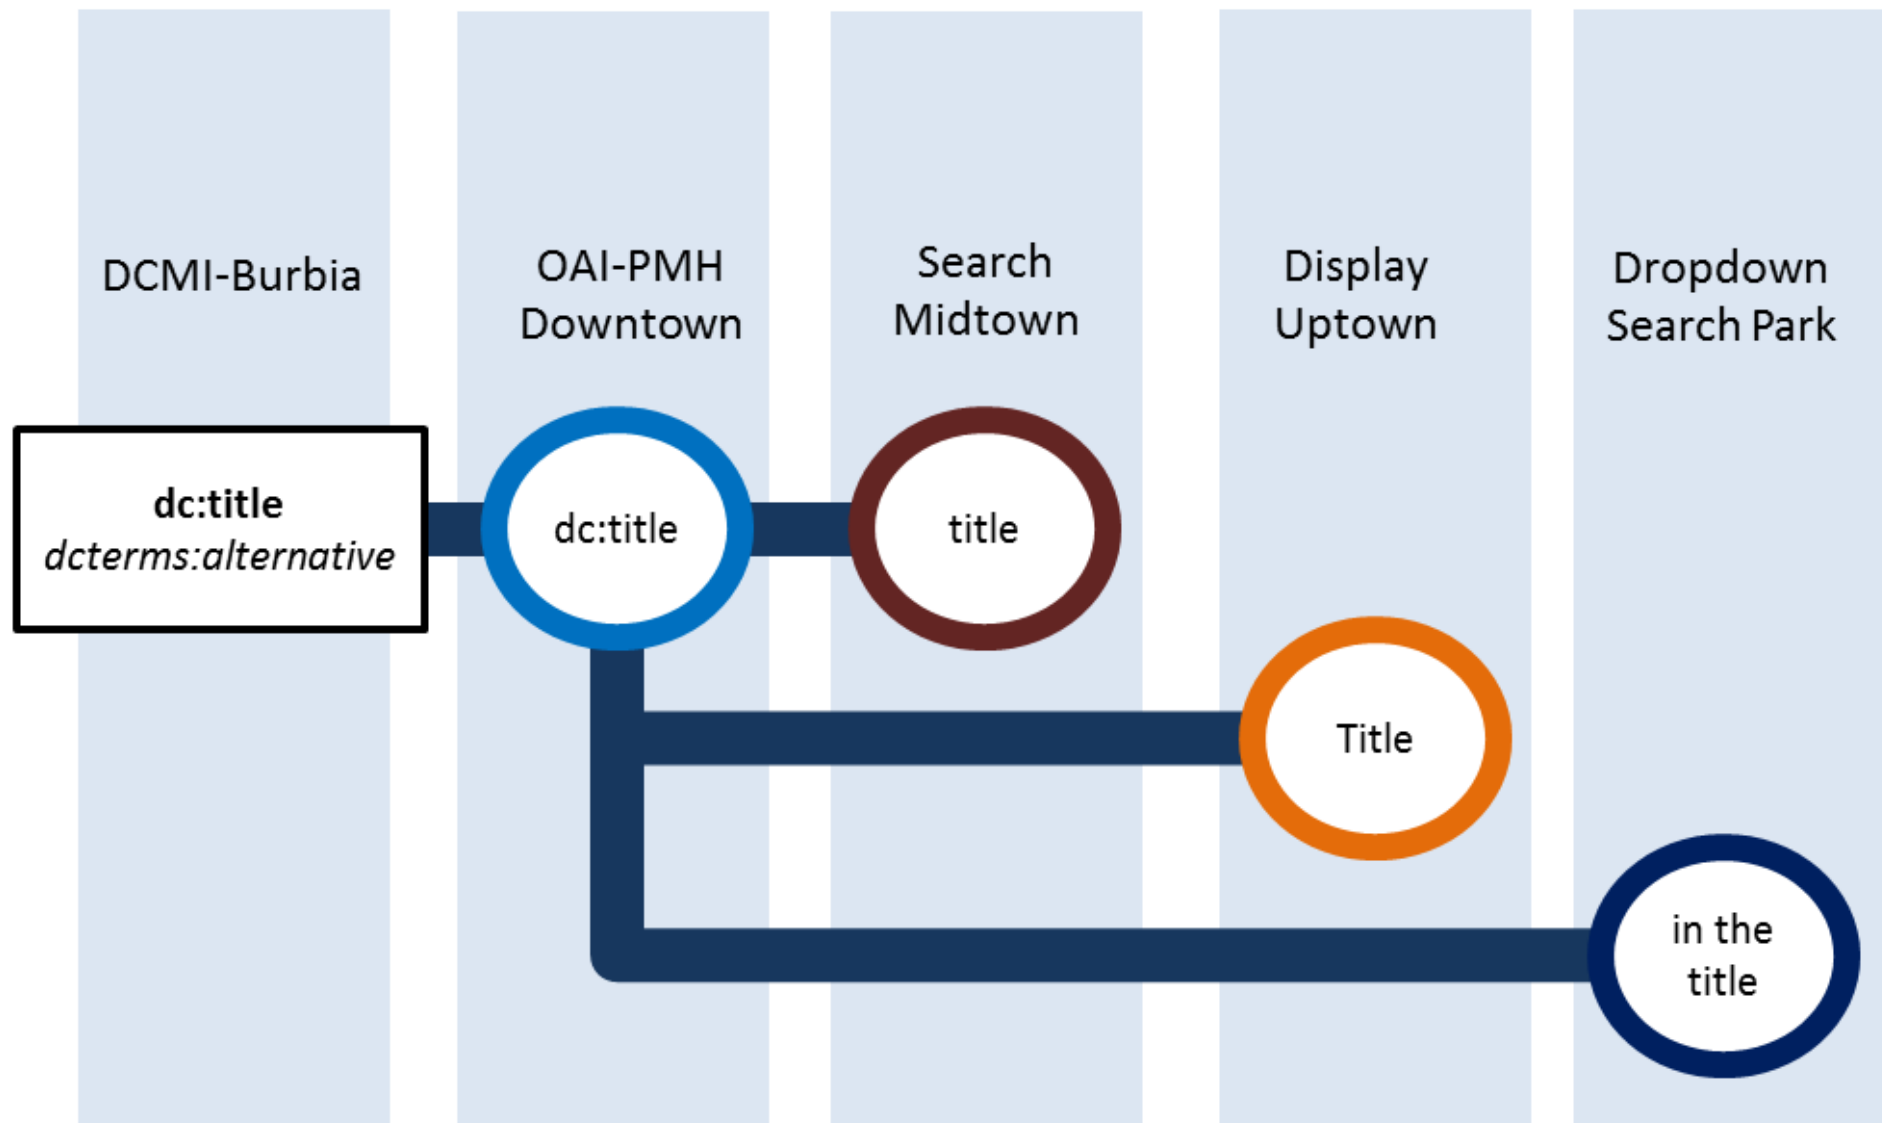 DCMI-Burbia
OAI-PMH
Downtown
Search
Midtown
Display
Uptown
Dropdown
Search Park
dc:title
dcterms:alternative
dc:title
title
Title
in the
title